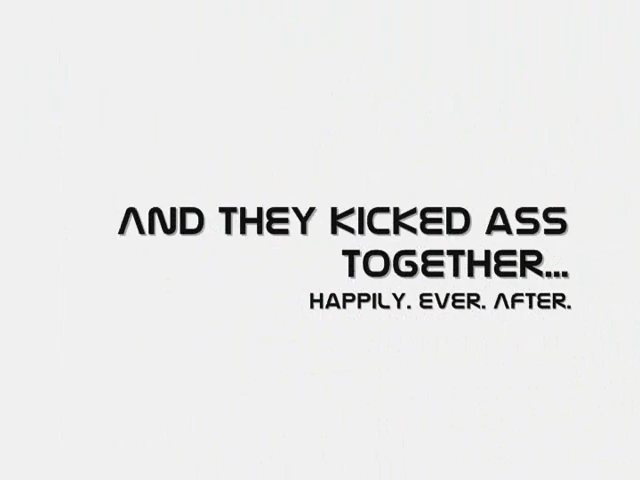 AND THEY KICKED ASS
TOGETHER...
HAPPILY. EVER. AFTER.